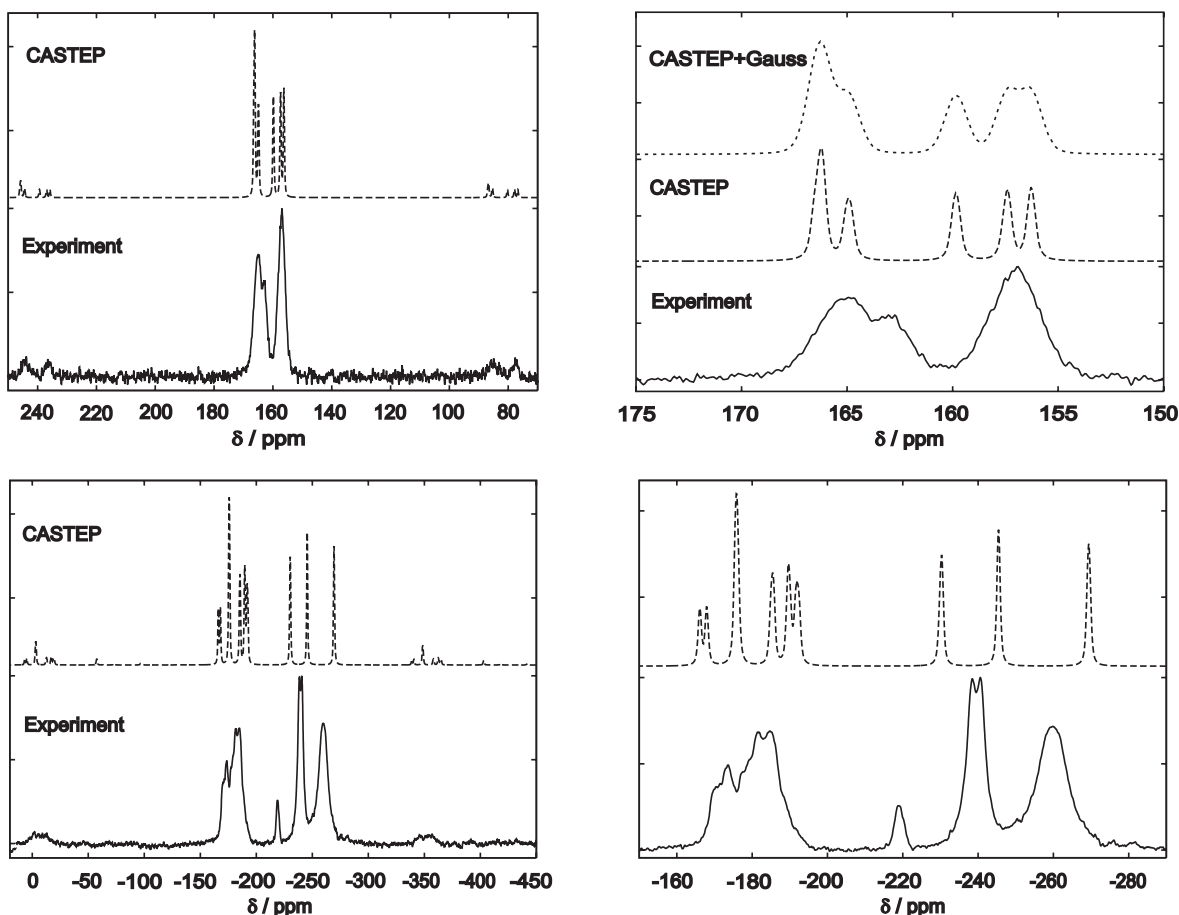 CASTEP
Experiment
240 220 200 180 160 140 120 100 80
δ / ppm
CASTEP+Gauss
CASTEP
Experiment
175 170 165 160 155 150
δ / ppm
CASTEP
Experiment
0 -50 -100 -150 -200 -250 -300 -350 -400 -450
δ / ppm
-160 -180 -200 -220 -240 -260 -280
δ / ppm